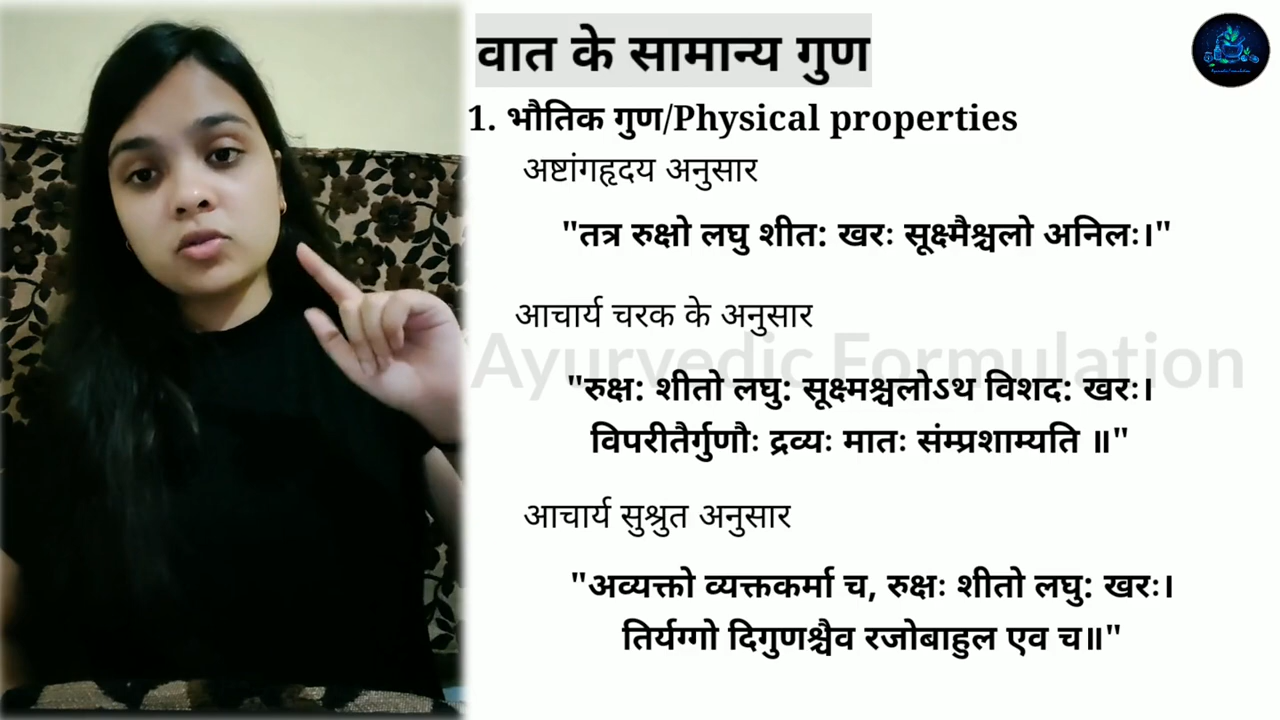 वात के सामान्य गुण
1. भौतिक गुण/Physical properties
अष्टांगहृदय अनुसार
"तत्र रुक्षो लघु शीत: खरः सूक्ष्मैश्चलो अनिलः।"
आचार्य चरक के अनुसार
Ayurvedic Formulation
"रुक्ष: शीतो लघु: सूक्ष्मश्चलोऽथ विशद: खरः।
विपरीतैर्गुणौः द्रव्यः मातः संम्प्रशाम्यति ॥"
आचार्य सुश्रुत अनुसार
"अव्यक्तो व्यक्तकर्मा च, रुक्षः शीतो लघु: खरः।
तिर्यग्गो दिगुणश्चैव रजोबाहुल एव च॥"